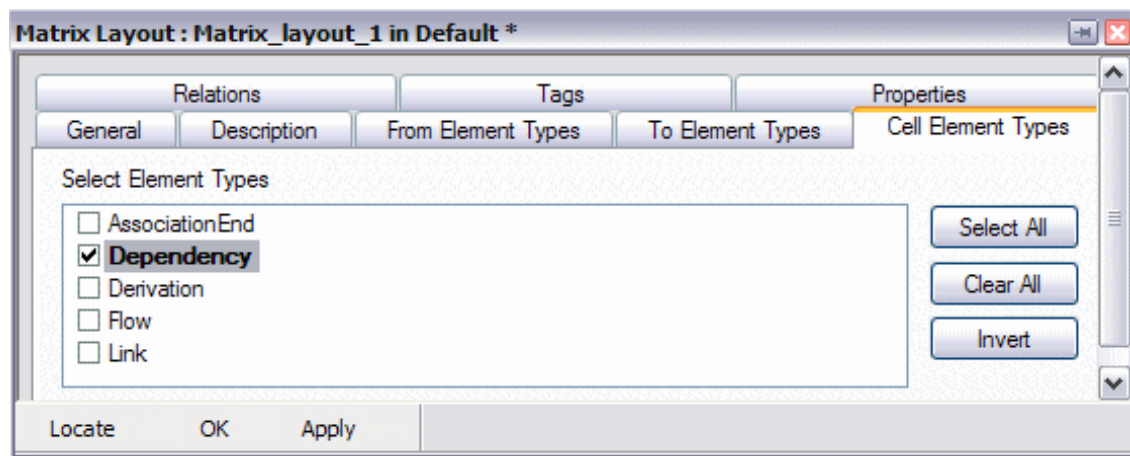 Matrix Layout : Matrix_layout_1 in Default *
Relations Tags Properties
General Description From Element Types To Element Types Cell Element Types
Select Element Types
AssociationEnd
Dependency
Derivation
Flow
Link
Select All
Clear All
Invert
Locate OK Apply